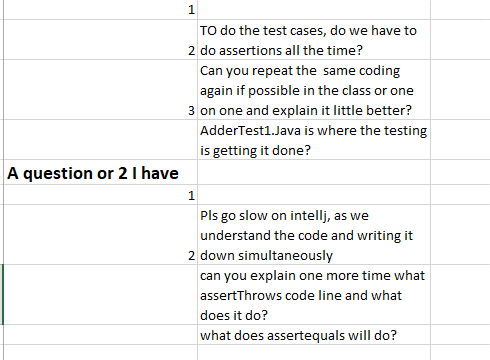 1
TO do the test cases, do we have to
2 do assertions all the time?
Can you repeat the  same coding
again if possible in the class or one
3 on one and explain it little better?
AdderTest1.Java is where the testing
is getting it done?
A question or 2 I have
1
Pls go slow on intellj, as we
understand the code and writing it
2 down simultaneously
can you explain one more time what
assertThrows code line and what
does it do?
what does assertequals will do?